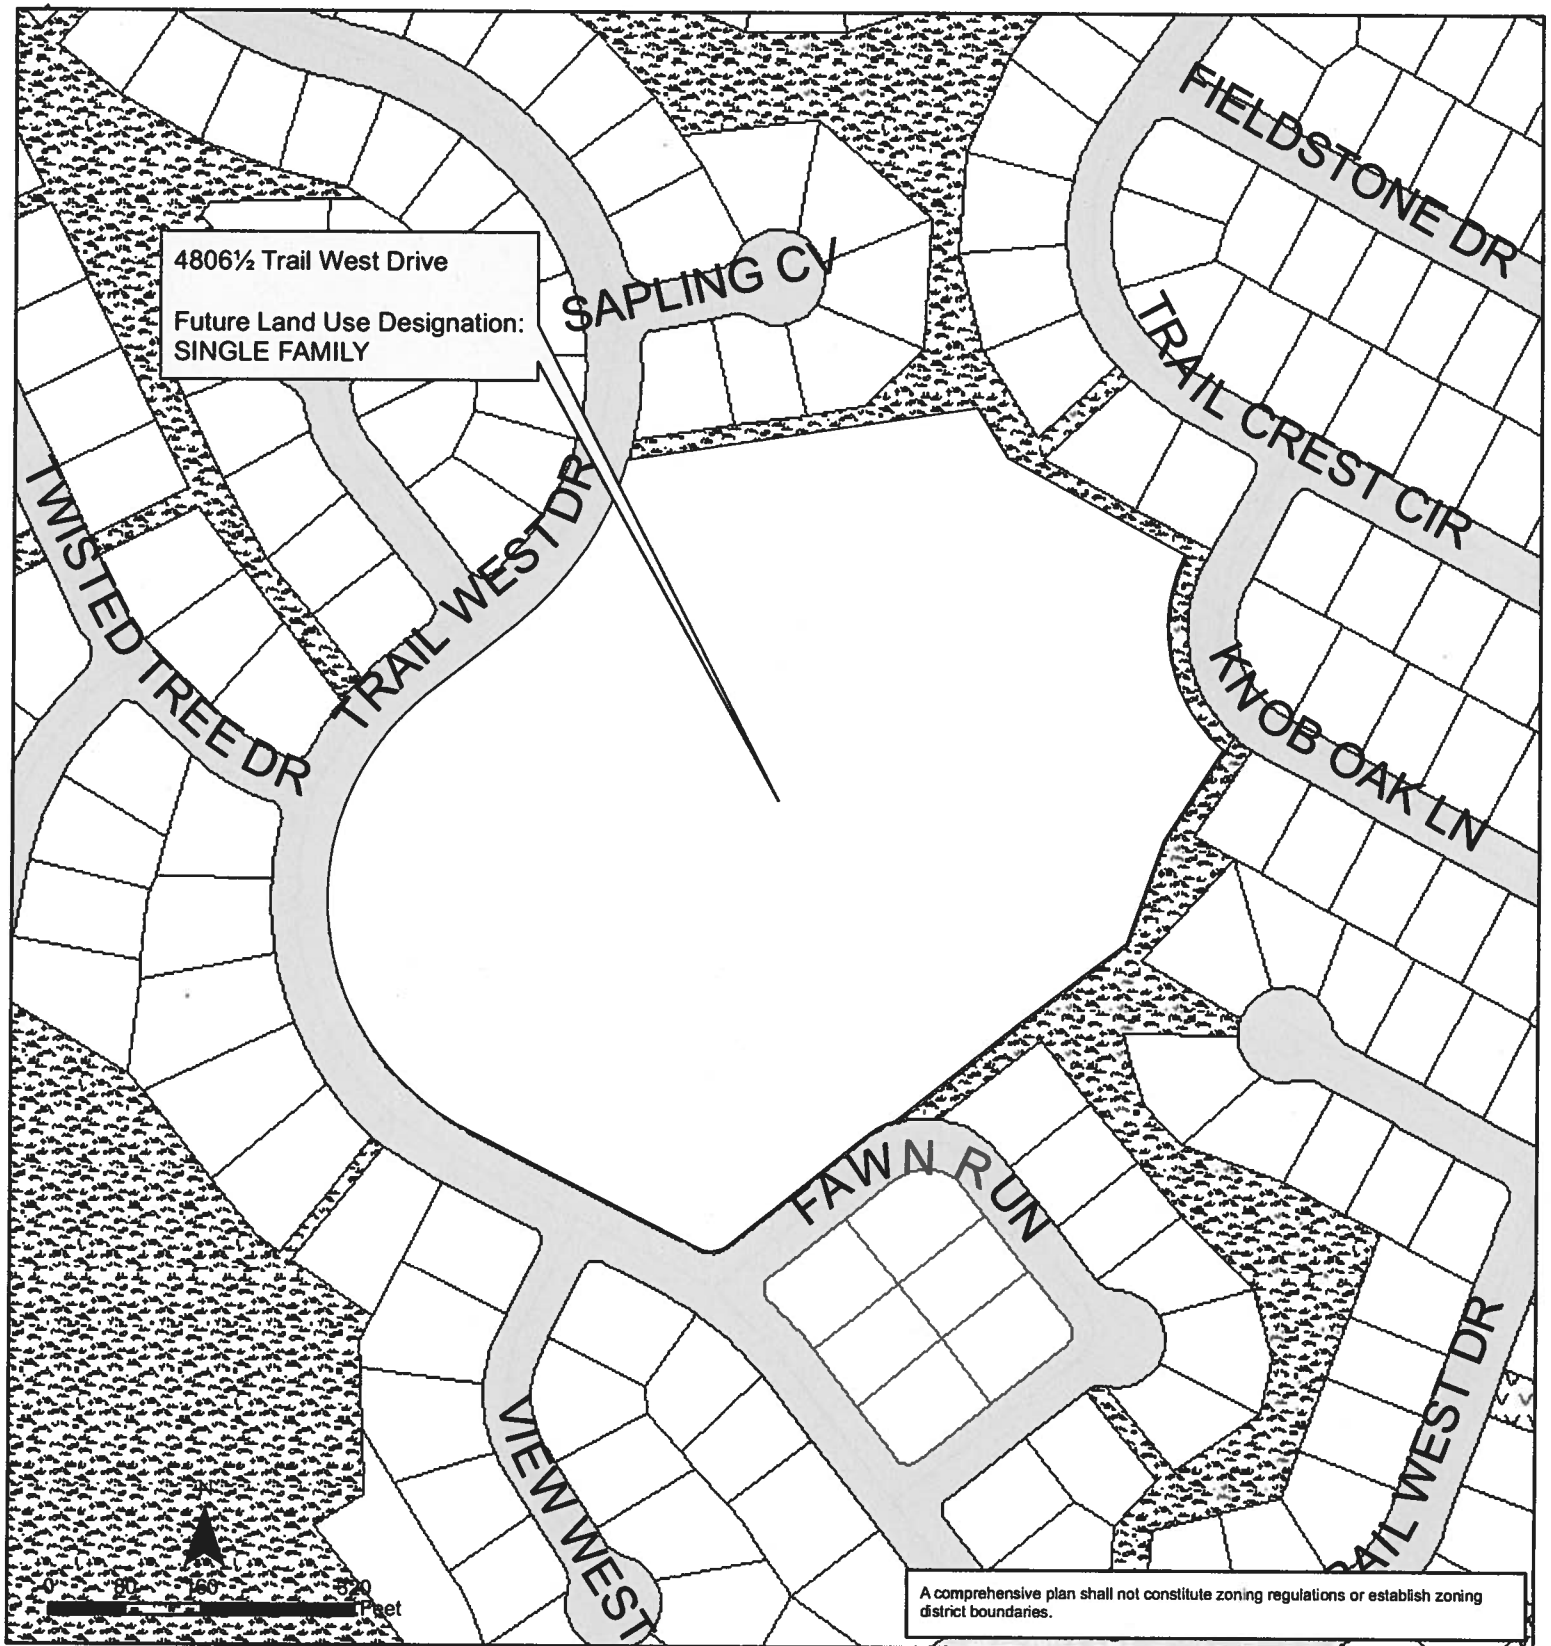 FIELDSTONE DR
4806½ Trail West Drive
Future Land Use Designation:
SINGLE FAMILY
SAPLING CV
TRAIL CREST CIR
TWISTED TREE DR
TRAIL WEST DR
KNOB OAK LN
FAWN RUN
VIEW WEST
TRAIL WEST DR
N
0 80 160 320
Feet
A comprehensive plan shall not constitute zoning regulations or establish zoning
district boundaries.